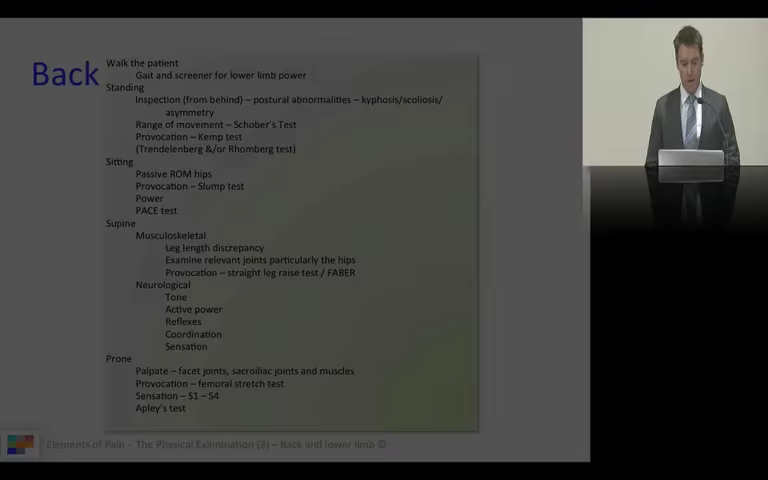 Back
Walk the patient
Gait and screener for lower limb power
Standing
Inspection (from behind) – postural abnormalities – kyphosis/scoliosis/
asymmetry
Range of movement – Schober's Test
Provocation – Kemp test
(Trendelenberg &/or Rhomberg test)
Sitting
Passive ROM hips
Provocation – Slump test
Power
PACE test
Supine
Musculoskeletal
Leg length discrepancy
Examine relevant joints particularly the hips
Provocation – straight leg raise test / FABER
Neurological
Tone
Active power
Reflexes
Coordination
Sensation
Prone
Palpate – facet joints, sacroiliac joints and muscles
Provocation – femoral stretch test
Sensation – S1 – S4
Apley's test
Elements of Pain - The Physical Examination (2) – Back and lower limb ©